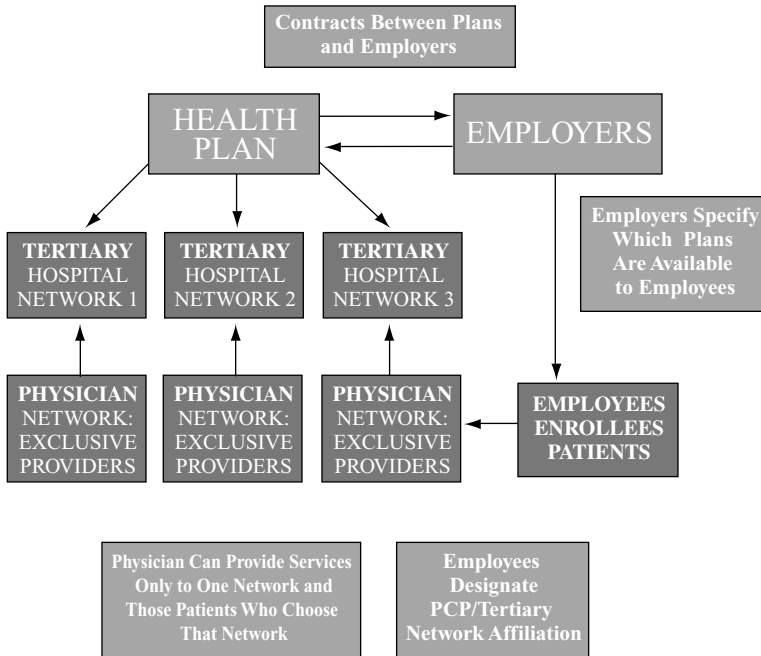 Contracts Between Plans
and Employers
HEALTH
PLAN
EMPLOYERS
Employers Specify
Which Plans
Are Available
to Employees
TERTIARY
HOSPITAL
NETWORK 1
TERTIARY
HOSPITAL
NETWORK 2
TERTIARY
HOSPITAL
NETWORK 3
PHYSICIAN
NETWORK:
EXCLUSIVE
PROVIDERS
PHYSICIAN
NETWORK:
EXCLUSIVE
PROVIDERS
PHYSICIAN
NETWORK:
EXCLUSIVE
PROVIDERS
EMPLOYEES
ENROLLEES
PATIENTS
Physician Can Provide Services
Only to One Network and
Those Patients Who Choose
That Network
Employees
Designate
PCP/Tertiary
Network Affiliation